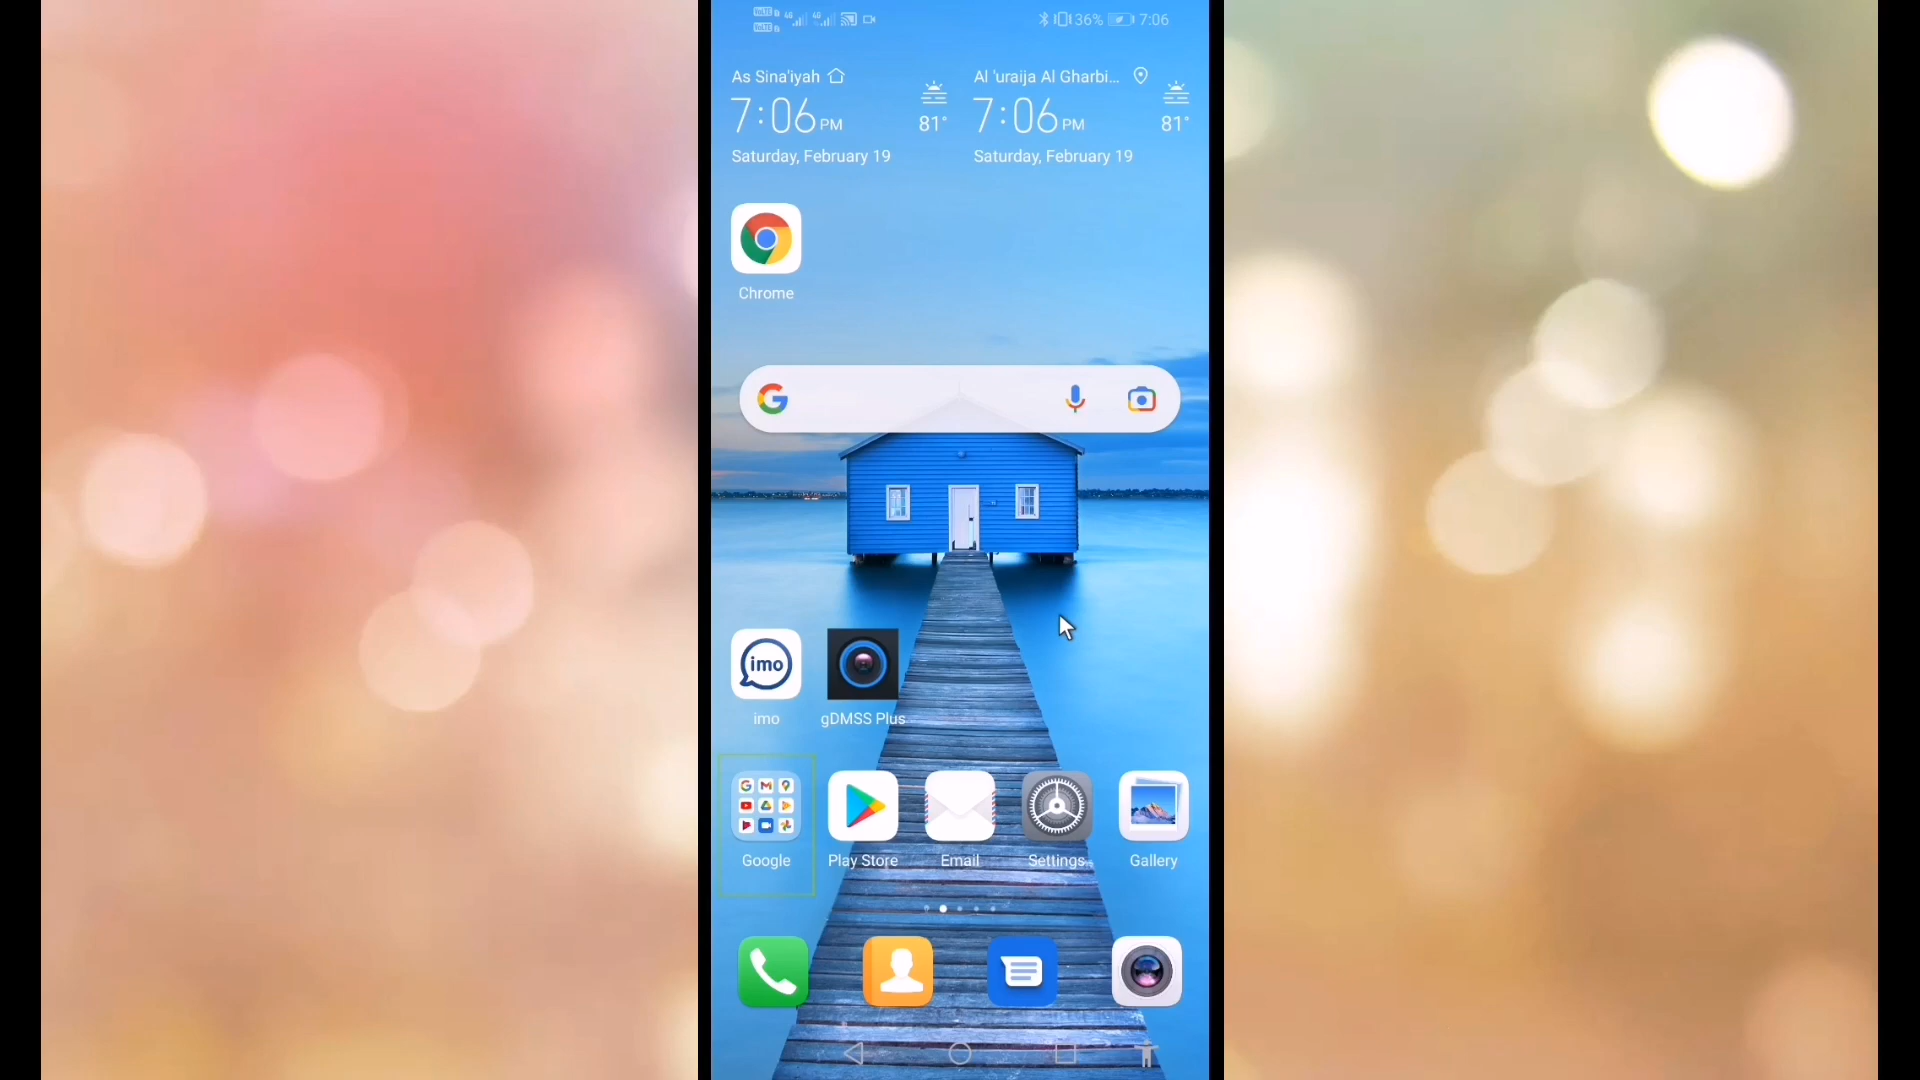 36% 7:06
As Sina'iyah
7:06 PM
81°
Saturday, February 19
Al 'uraija Al Gharbi...
7:06 PM
81°
Saturday, February 19
Chrome
imo
imo
gDMSS Plus
Google
Play Store
Email
Settings
Gallery